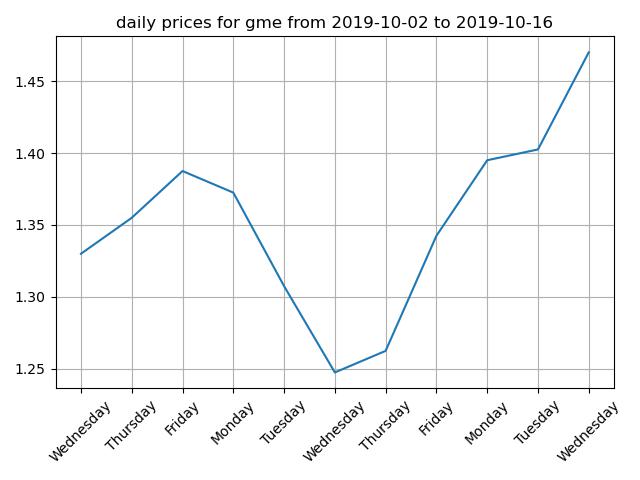 daily prices for gme from 2019-10-02 to 2019-10-16
1.45
1.40
1.35
1.30
1.25
Wednesday
Thursday
Friday
Monday
Tuesday
Wednesday
Thursday
Friday
Monday
Tuesday
Wednesday